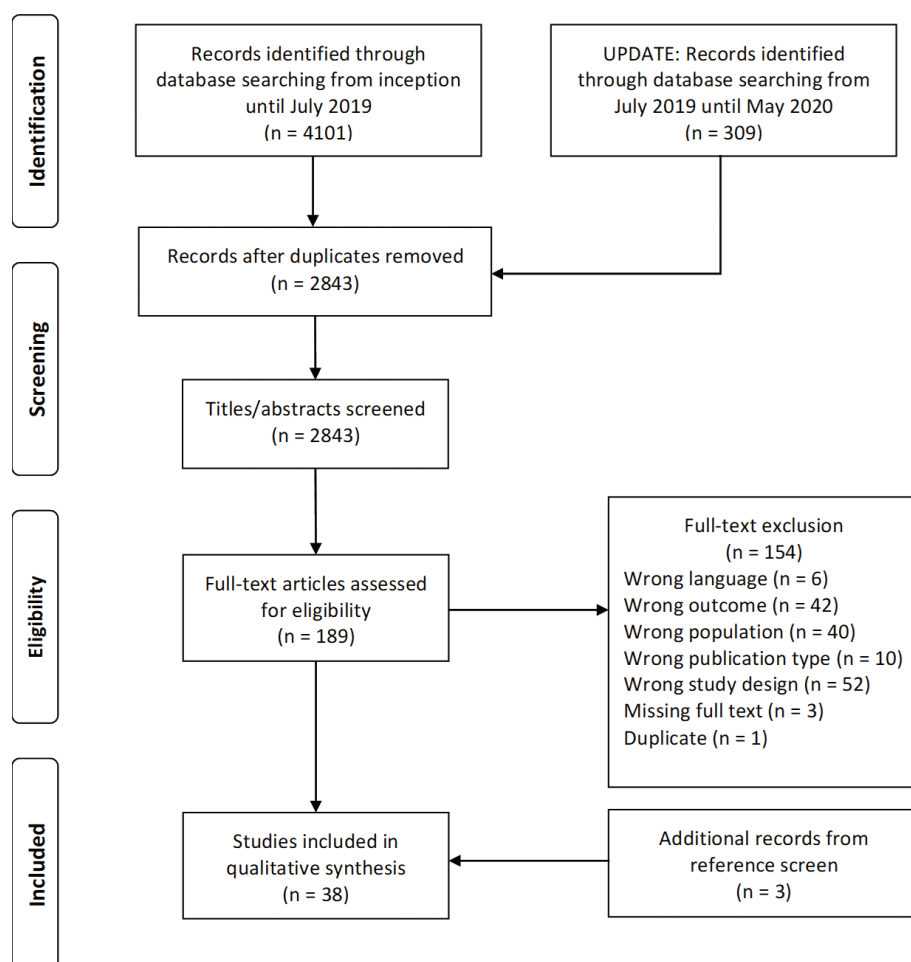 Identification
Records identified through
database searching from inception
until July 2019
(n = 4101)
UPDATE: Records identified
through database searching from
July 2019 until May 2020
(n = 309)
Screening
Records after duplicates removed
(n = 2843)
Titles/abstracts screened
(n = 2843)
Eligibility
Full-text articles assessed
for eligibility
(n = 189)
Full-text exclusion
(n = 154)
Wrong language (n = 6)
Wrong outcome (n = 42)
Wrong population (n = 40)
Wrong publication type (n = 10)
Wrong study design (n = 52)
Missing full text (n = 3)
Duplicate (n = 1)
Included
Studies included in
qualitative synthesis
(n = 38)
Additional records from
reference screen
(n = 3)